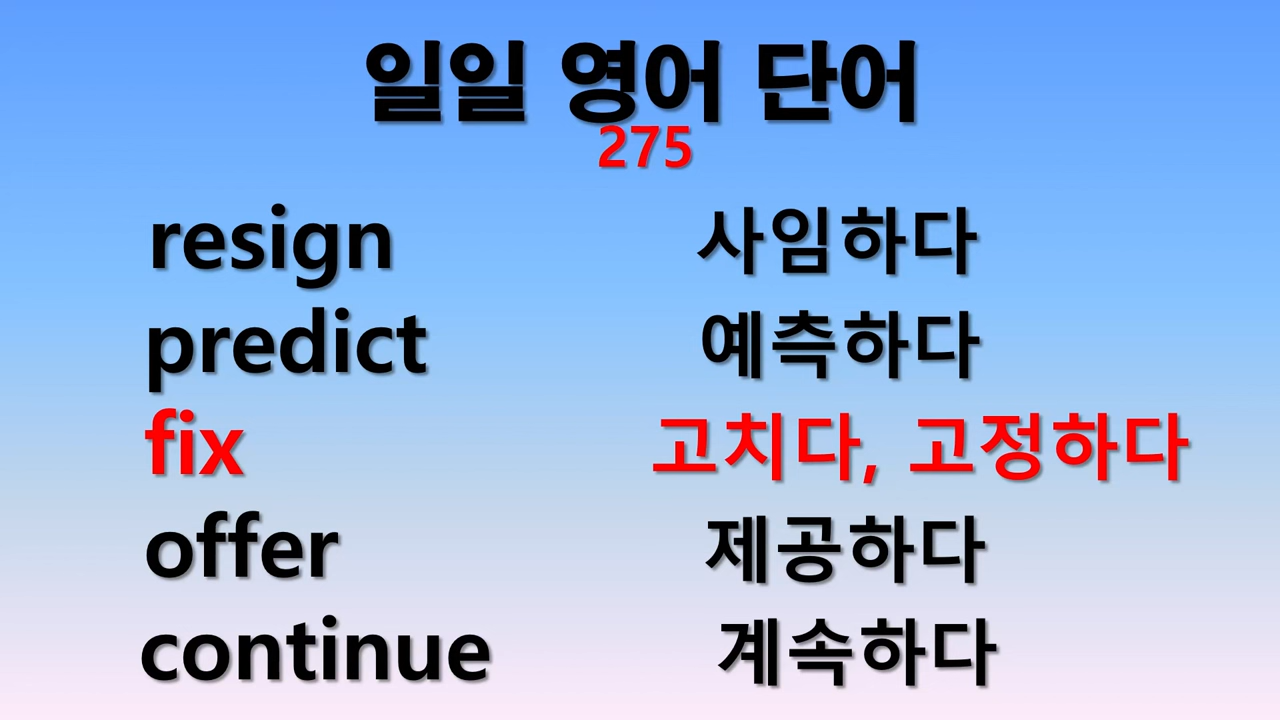 일일 영어 단어
275
resign 사임하다
predict 예측하다
fix 고치다, 고정하다
offer 제공하다
continue 계속하다